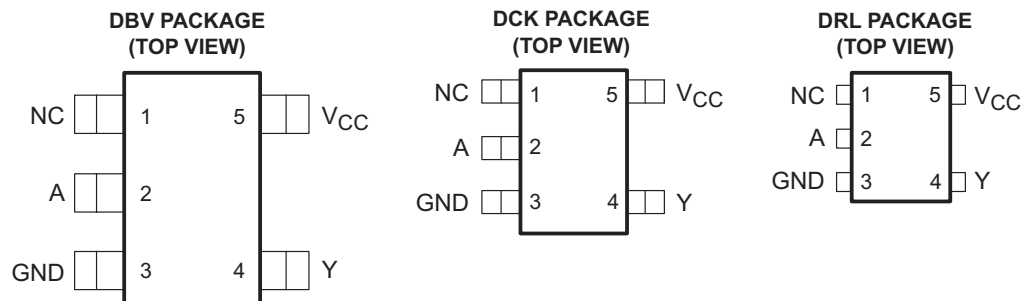 DBV PACKAGE
(TOP VIEW)
NC 1 5 VCC
A 2
GND 3 4 Y
DCK PACKAGE
(TOP VIEW)
NC 1 5 VCC
A 2
GND 3 4 Y
DRL PACKAGE
(TOP VIEW)
NC 1 5 VCC
A 2
GND 3 4 Y